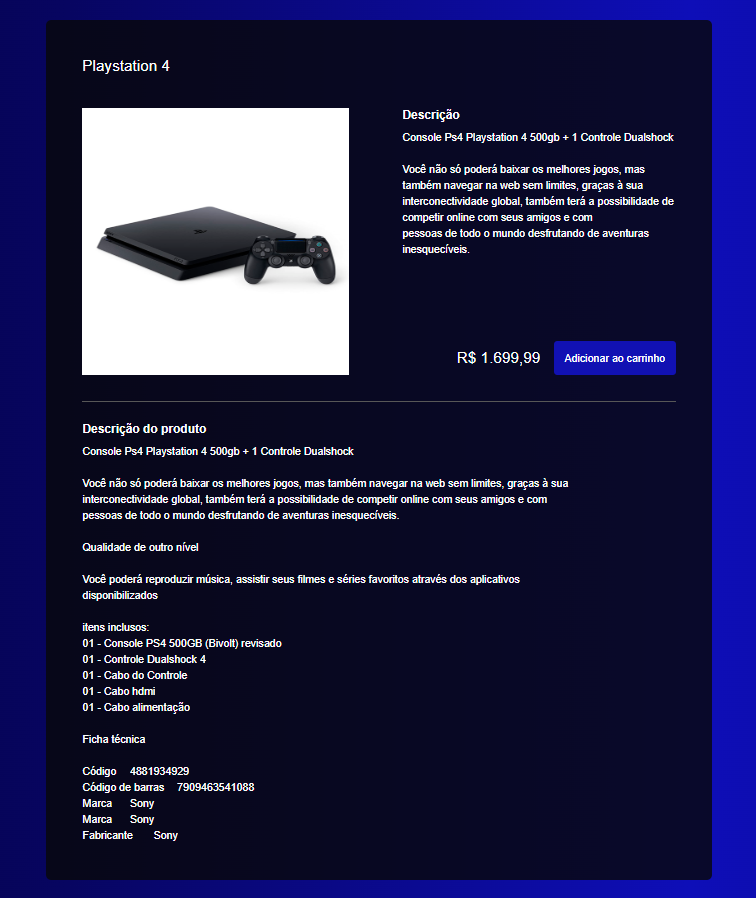 Playstation 4
Descrição
Console Ps4 Playstation 4 500gb + 1 Controle Dualshock
Você não só poderá baixar os melhores jogos, mas
também navegar na web sem limites, graças à sua
interconectividade global, também terá a possibilidade de
competir online com seus amigos e com
pessoas de todo o mundo desfrutando de aventuras
inesquecíveis.
R$ 1.699,99
Adicionar ao carrinho
Descrição do produto
Console Ps4 Playstation 4 500gb + 1 Controle Dualshock
Você não só poderá baixar os melhores jogos, mas também navegar na web sem limites, graças à sua
interconectividade global, também terá a possibilidade de competir online com seus amigos e com
pessoas de todo o mundo desfrutando de aventuras inesquecíveis.
Qualidade de outro nível
Você poderá reproduzir música, assistir seus filmes e séries favoritos através dos aplicativos
disponibilizados
itens inclusos:
01 - Console PS4 500GB (Bivolt) revisado
01 - Controle Dualshock 4
01 - Cabo do Controle
01 - Cabo hdmi
01 - Cabo alimentação
Ficha técnica
Código 4881934929
Código de barras 7909463541088
Marca Sony
Marca Sony
Fabricante Sony